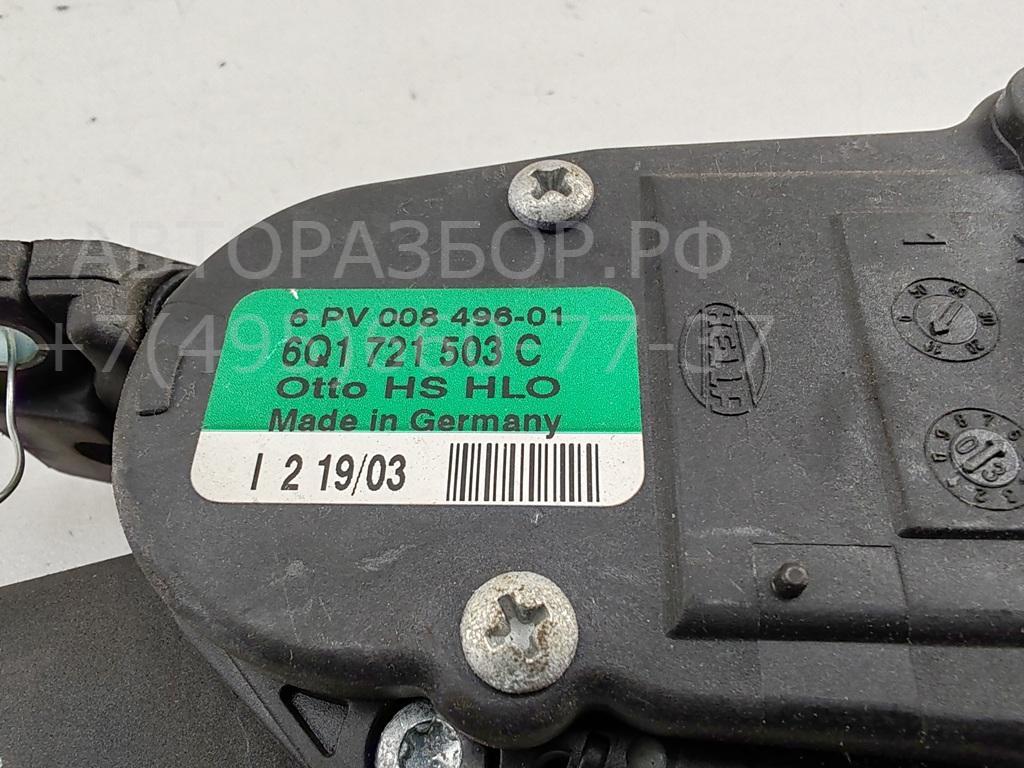 АВТОРАЗБОР.РФ
6 PV 008 496-01
6Q1 721 503 C
Otto HS HLO
Made in Germany
I 2 19/03
HELLA
1